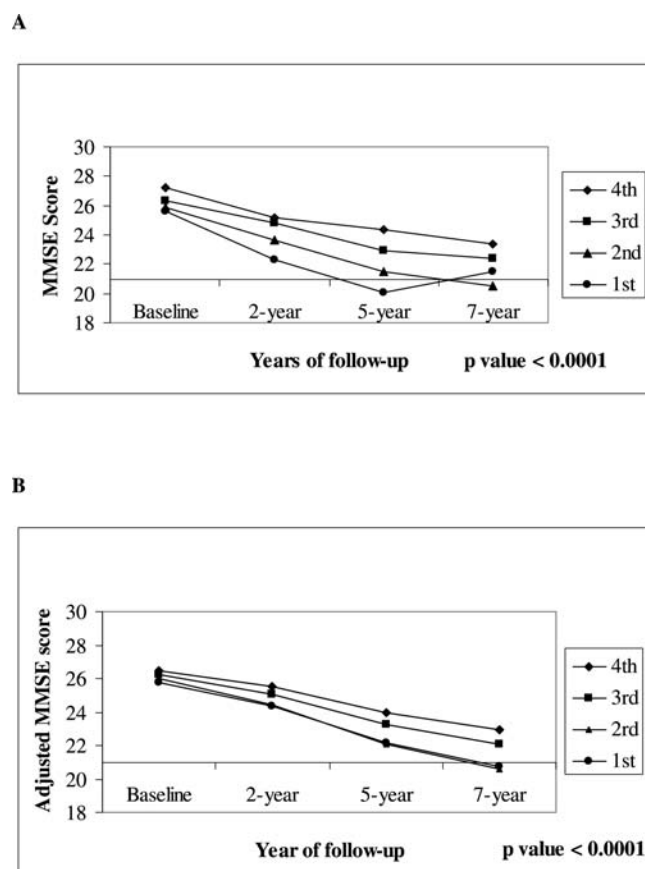 A
30
28
26
24
22
20
18
MMSE Score
Baseline 2-year 5-year 7-year
Years of follow-up p value < 0.0001
4th
3rd
2nd
1st
B
30
28
26
24
22
20
18
Adjusted MMSE score
Baseline 2-year 5-year 7-year
Year of follow-up p value < 0.0001
4th
3rd
2rd
1st